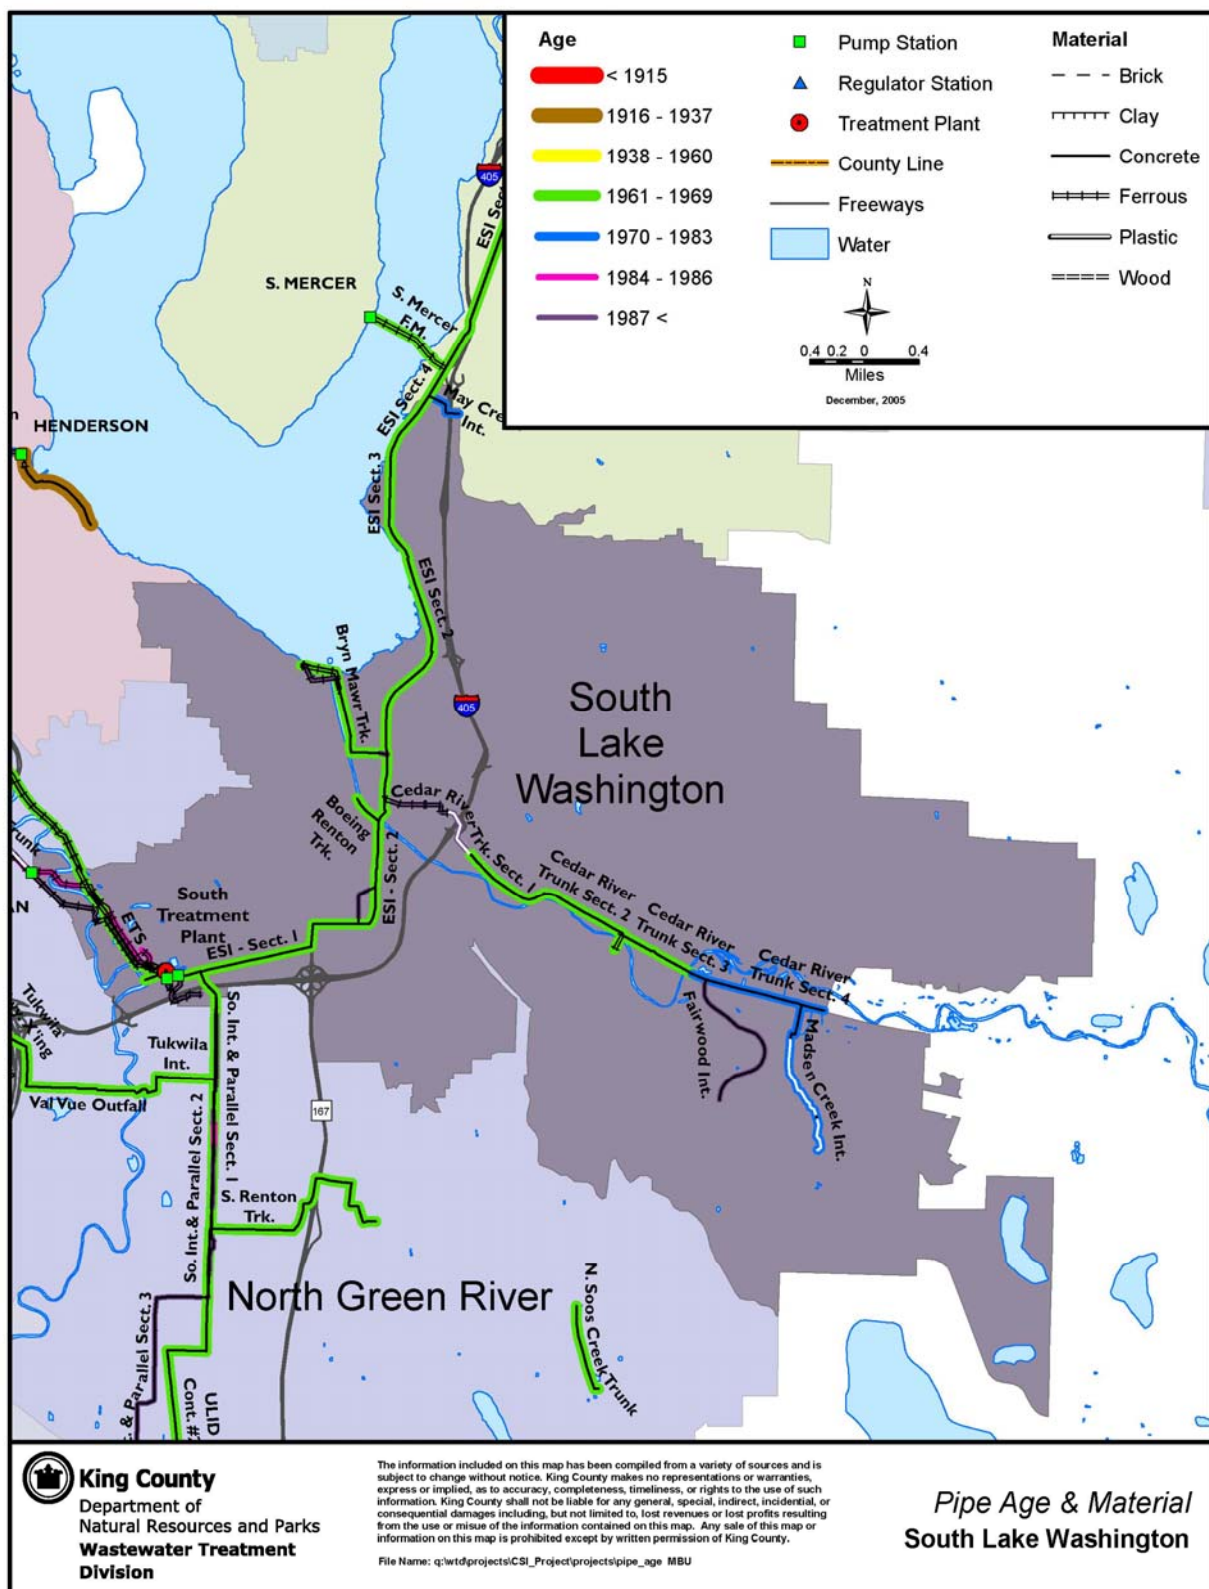 Age
< 1915
1916 - 1937
1938 - 1960
1961 - 1969
1970 - 1983
1984 - 1986
1987 <
Pump Station
Regulator Station
Treatment Plant
County Line
Freeways
Water
N
0.4 0.2 0 0.4
Miles
December, 2005
Material
Brick
Clay
Concrete
Ferrous
Plastic
Wood
405
ESI Sect.
S. MERCER
S. Mercer
F.M.
ESI Sect. 4
May Cre
Int.
HENDERSON
ESI Sect. 3
ESI Sect. 2
Bryn Mawr Trk.
405
South
Lake
Washington
Boeing
Renton
Trk.
Cedar River Trk. Sect. 1
ESI - Sect. 2
Cedar River
Trunk Sect. 2
Cedar River
Trunk Sect. 3
Cedar River
Trunk Sect. 4
runk
AN
ETS
South
Treatment
Plant
ESI - Sect. 1
Fairwood Int.
Madsen Creek Int.
Tukwila
X'ing
Tukwila
Int.
Val Vue Outfall
So. Int. & Parallel Sect. 1
So. Int. & Parallel Sect. 2
167
S. Renton
Trk.
North Green River
N. Soos Creek Trunk
. & Parallel Sect. 3
ULID
Cont. #
King County
Department of
Natural Resources and Parks
Wastewater Treatment
Division
The information included on this map has been compiled from a variety of sources and is
subject to change without notice. King County makes no representations or warranties,
express or implied, as to accuracy, completeness, timeliness, or rights to the use of such
information. King County shall not be liable for any general, special, indirect, incidental, or
consequential damages including, but not limited to, lost revenues or lost profits resulting
from the use or misue of the information contained on this map. Any sale of this map or
information on this map is prohibited except by written permission of King County.
File Name: q:\wtd\projects\CSI_Project\projects\pipe_age MBU
Pipe Age & Material
South Lake Washington